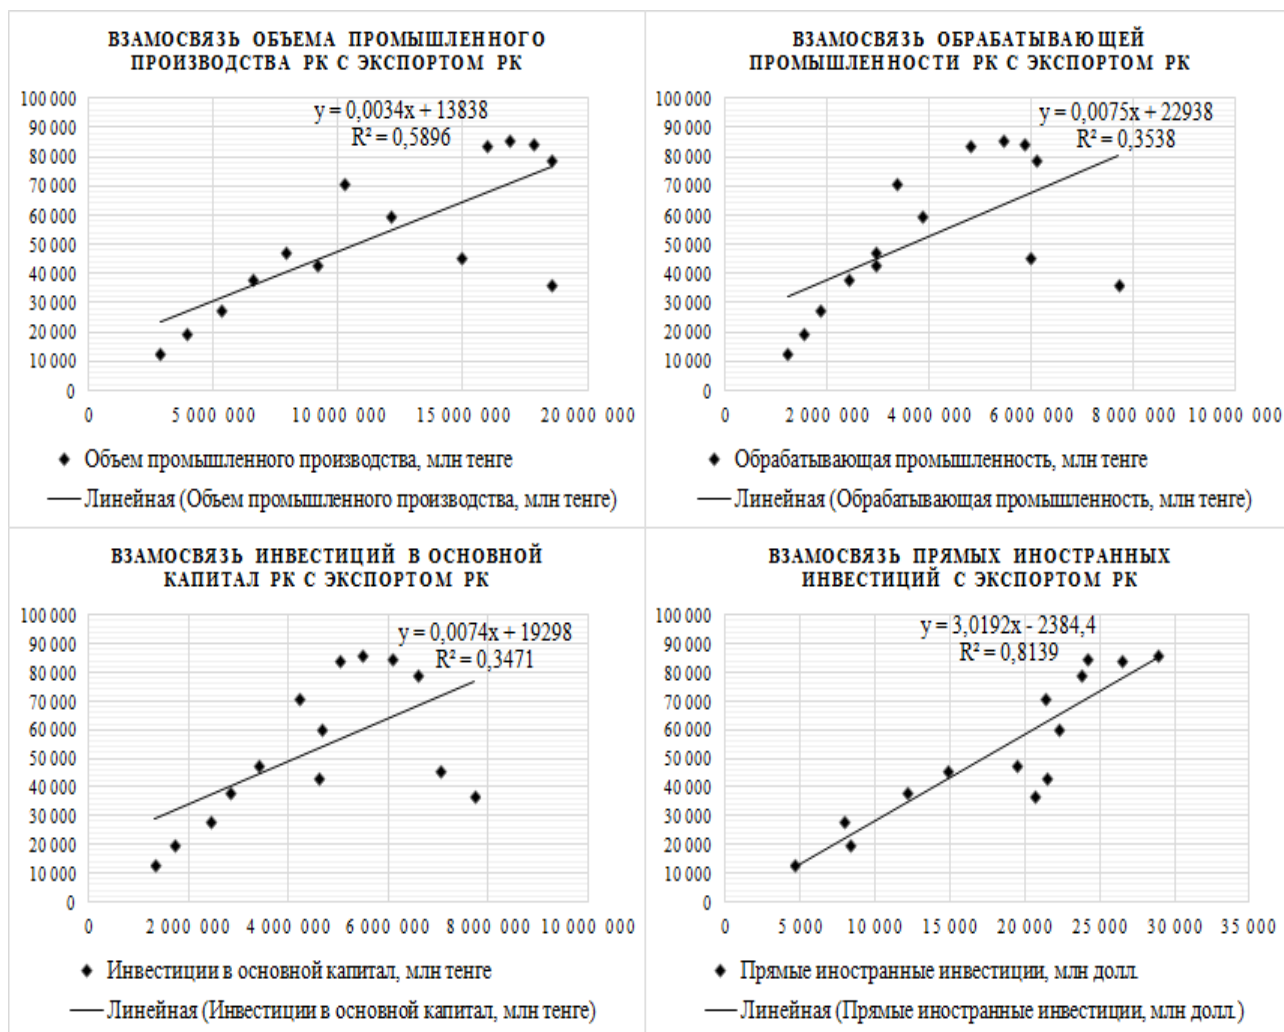 ВЗАМОСВЯЗЬ ОБЪЕМА ПРОМЫШЛЕННОГО
ПРОИЗВОДСТВА РК С ЭКСПОРТОМ РК
100 000
90 000
80 000
70 000
60 000
50 000
40 000
30 000
20 000
10 000
0
y = 0,0034x + 13838
R² = 0,5896
0 5 000 000 10 000 000 15 000 000 20 000 000
Объем промышленного производства, млн тенге
Линейная (Объем промышленного производства, млн тенге)
ВЗАМОСВЯЗЬ ОБРАБАТЫВАЮЩЕЙ
ПРОМЫШЛЕННОСТИ РК С ЭКСПОРТОМ РК
100 000
90 000
80 000
70 000
60 000
50 000
40 000
30 000
20 000
10 000
0
y = 0,0075x + 22938
R² = 0,3538
0 2 000 000 4 000 000 6 000 000 8 000 000 10 000 000
Обрабатывающая промышленность, млн тенге
Линейная (Обрабатывающая промышленность, млн тенге)
ВЗАМОСВЯЗЬ ИНВЕСТИЦИЙ В ОСНОВНОЙ
КАПИТАЛ РК С ЭКСПОРТОМ РК
100 000
90 000
80 000
70 000
60 000
50 000
40 000
30 000
20 000
10 000
0
y = 0,0074x + 19298
R² = 0,3471
0 2 000 000 4 000 000 6 000 000 8 000 000 10 000 000
Инвестиции в основной капитал, млн тенге
Линейная (Инвестиции в основной капитал, млн тенге)
ВЗАМОСВЯЗЬ ПРЯМЫХ ИНОСТРАННЫХ
ИНВЕСТИЦИЙ С ЭКСПОРТОМ РК
100 000
90 000
80 000
70 000
60 000
50 000
40 000
30 000
20 000
10 000
0
y = 3,0192x - 2384,4
R² = 0,8139
0 5 000 10 000 15 000 20 000 25 000 30 000 35 000
Прямые иностранные инвестиции, млн долл.
Линейная (Прямые иностранные инвестиции, млн долл.)